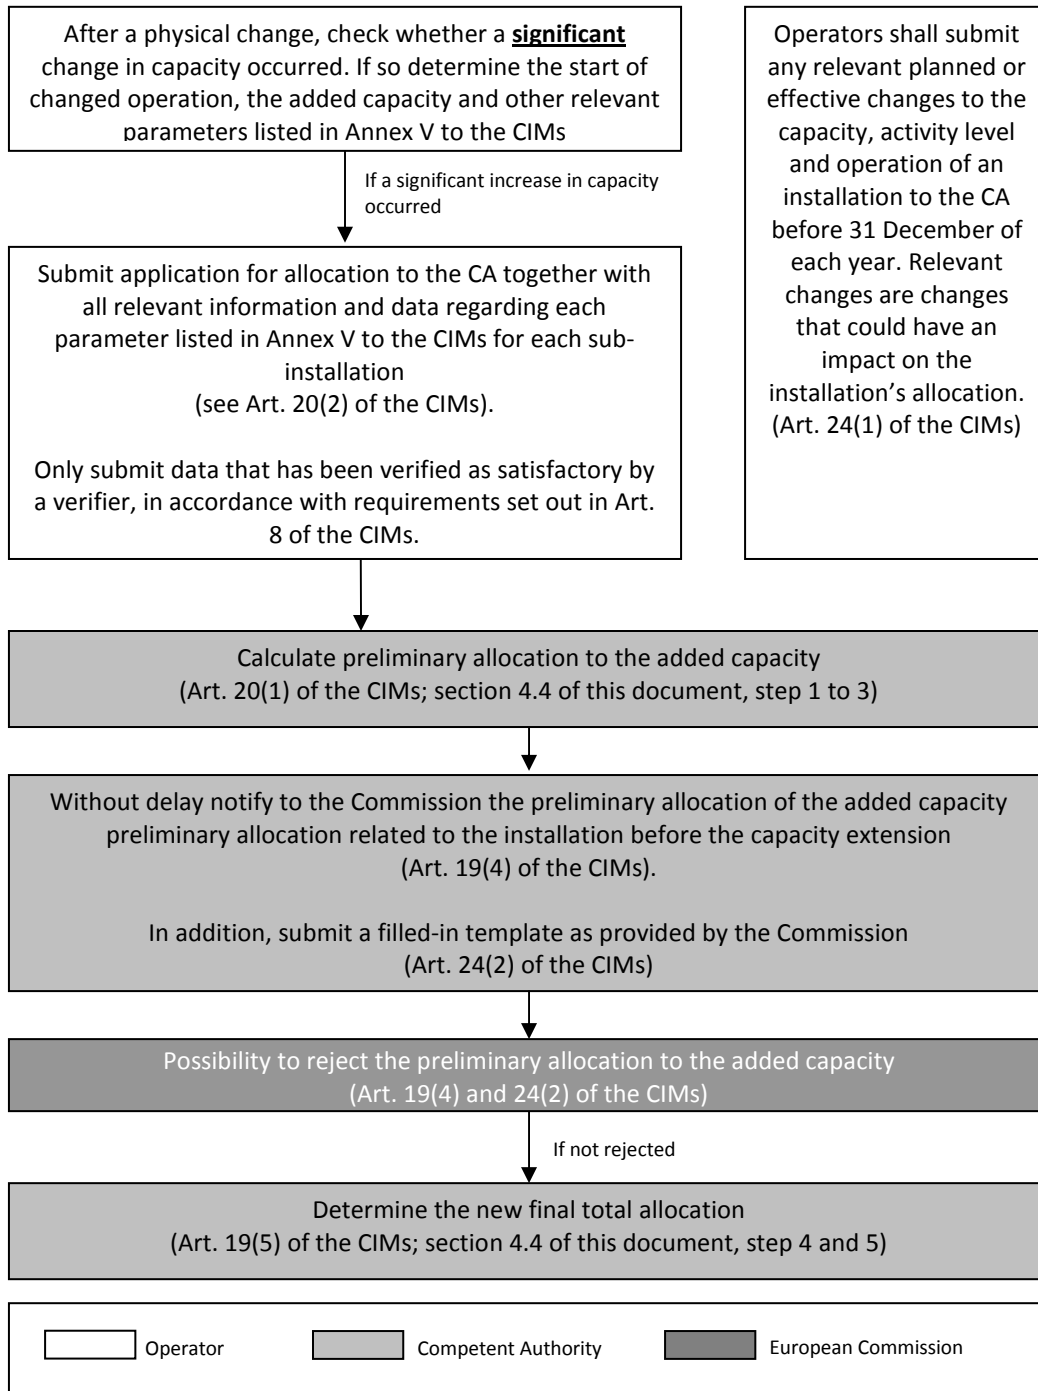 After a physical change, check whether a significant
change in capacity occurred. If so determine the start of
changed operation, the added capacity and other relevant
parameters listed in Annex V to the CIMs
If a significant increase in capacity
occurred
Submit application for allocation to the CA together with
all relevant information and data regarding each
parameter listed in Annex V to the CIMs for each sub-
installation
(see Art. 20(2) of the CIMs).
Only submit data that has been verified as satisfactory by
a verifier, in accordance with requirements set out in Art.
8 of the CIMs.
Operators shall submit
any relevant planned or
effective changes to the
capacity, activity level
and operation of an
installation to the CA
before 31 December of
each year. Relevant
changes are changes
that could have an
impact on the
installation's allocation.
(Art. 24(1) of the CIMs)
Calculate preliminary allocation to the added capacity
(Art. 20(1) of the CIMs; section 4.4 of this document, step 1 to 3)
Without delay notify to the Commission the preliminary allocation of the added capacity
preliminary allocation related to the installation before the capacity extension
(Art. 19(4) of the CIMs).
In addition, submit a filled-in template as provided by the Commission
(Art. 24(2) of the CIMs)
Possibility to reject the preliminary allocation to the added capacity
(Art. 19(4) and 24(2) of the CIMs)
If not rejected
Determine the new final total allocation
(Art. 19(5) of the CIMs; section 4.4 of this document, step 4 and 5)
Operator
Competent Authority
European Commission